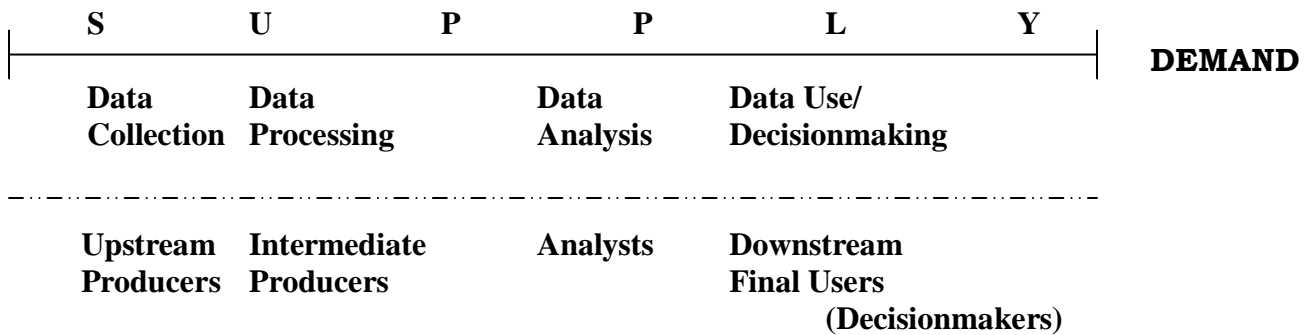 S U P P L Y
DEMAND
Data Data Data Data Use/
Collection Processing Analysis Decisionmaking
Upstream Intermediate Analysts Downstream
Producers Producers Final Users
(Decisionmakers)